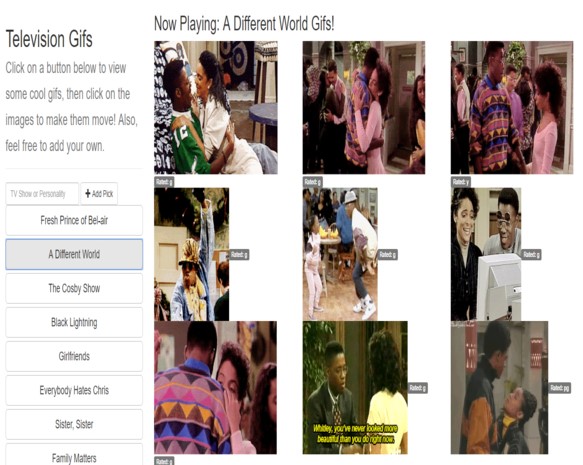 Television Gifs
Click on a button below to view
some cool gifs, then click on the
images to make them move! Also,
feel free to add your own.
TV Show or Personality
+ Add Pick
Fresh Prince of Bel-air
A Different World
The Cosby Show
Black Lightning
Girlfriends
Everybody Hates Chris
Sister, Sister
Family Matters
Now Playing: A Different World Gifs!
Rated: g
Rated: g
Rated: y
Rated: g
Rated: g
Rated: g
Whitley, you've never looked more
beautiful than you do right now.
Rated: g
Rated: pg
Rated: g